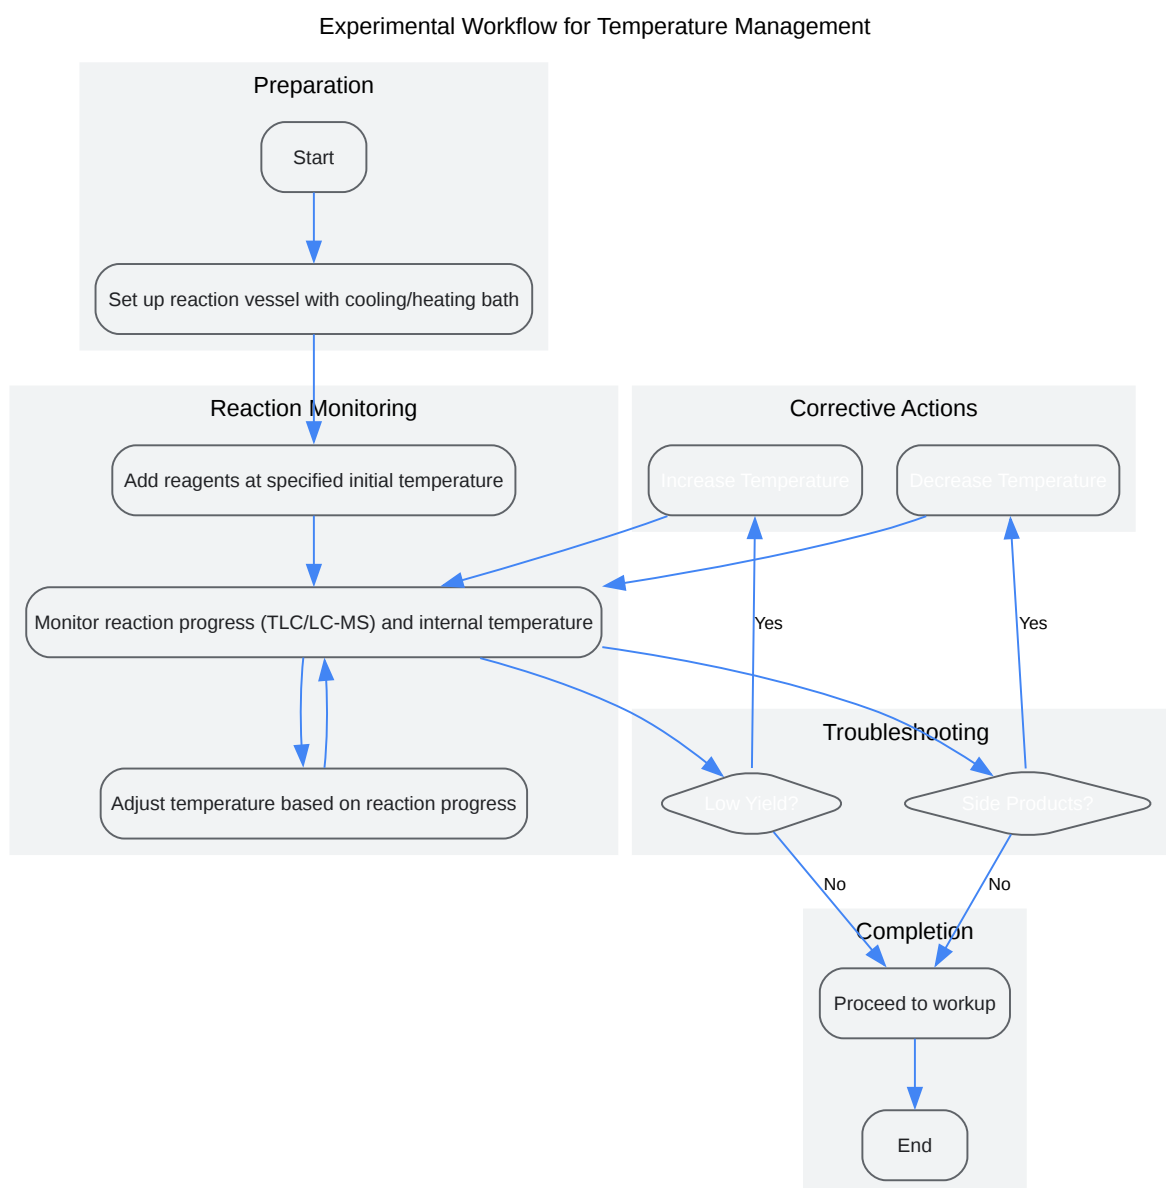 Experimental Workflow for Temperature Management
Preparation
Start
Set up reaction vessel with cooling/heating bath
Reaction Monitoring
Add reagents at specified initial temperature
Monitor reaction progress (TLC/LC-MS) and internal temperature
Adjust temperature based on reaction progress
Corrective Actions
Increase Temperature
Decrease Temperature
Yes
Yes
Troubleshooting
Low Yield?
Side Products?
No
No
Completion
Proceed to workup
End